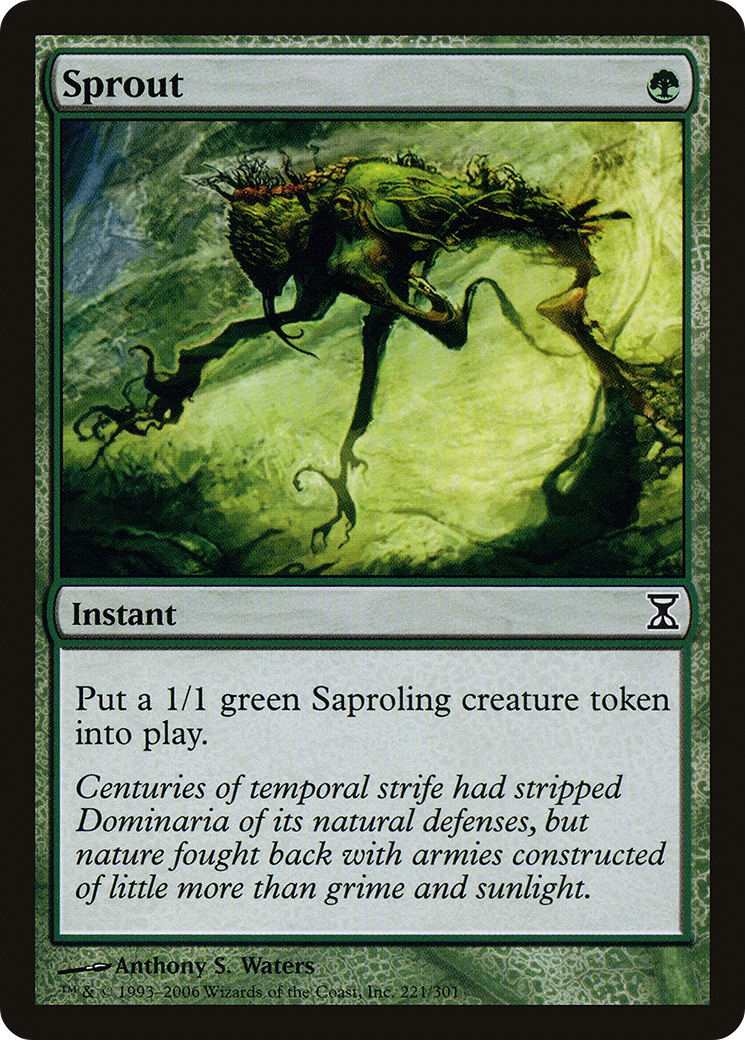 Sprout
Instant
Put a 1/1 green Saproling creature token
into play.
Centuries of temporal strife had stripped
Dominaria of its natural defenses, but
nature fought back with armies constructed
of little more than grime and sunlight.
Anthony S. Waters
™ & © 1993–2006 Wizards of the Coast, Inc. 221/301